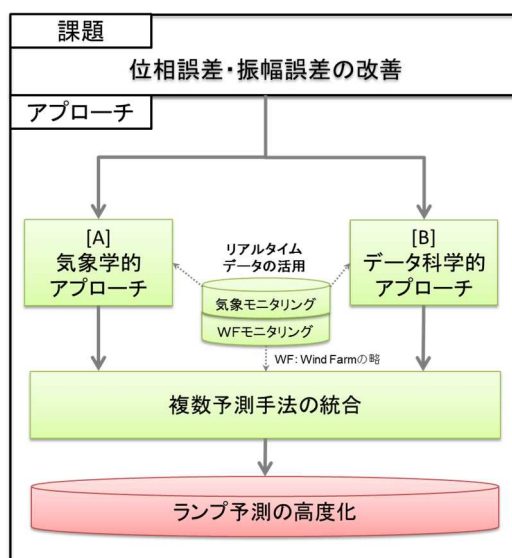 課題
位相誤差・振幅誤差の改善
アプローチ
[A]
気象学的
アプローチ
リアルタイム
データの活用
気象モニタリング
WFモニタリング
[B]
データ科学的
アプローチ
WF: Wind Farmの略
複数予測手法の統合
ランプ予測の高度化